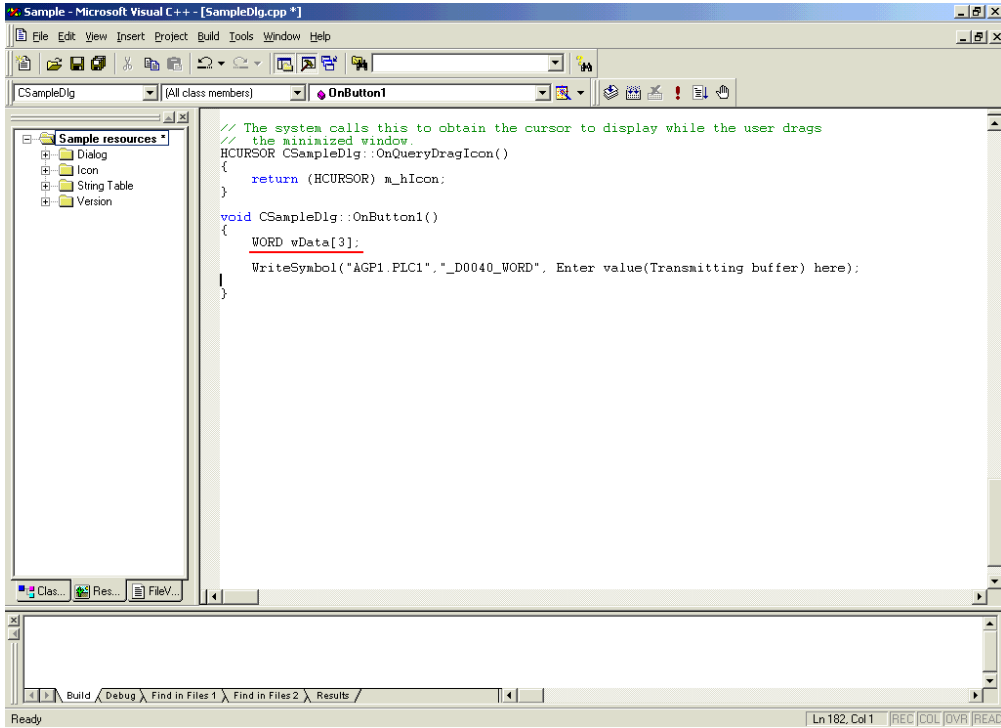 Sample - Microsoft Visual C++ - [SampleDlg.cpp *]
File Edit View Insert Project Build Tools Window Help
CSampleDlg (All class members) OnButton1
Sample resources *
Dialog
Icon
String Table
Version
// The system calls this to obtain the cursor to display while the user drags
//  the minimized window.
HCURSOR CSampleDlg::OnQueryDragIcon()
{
    return (HCURSOR) m_hIcon;
}
void CSampleDlg::OnButton1()
{
    WORD wData[3];
    WriteSymbol("AGP1.PLC1","_D0040_WORD", Enter value(Transmitting buffer) here);
}
Clas... Res... FileV...
Build Debug Find in Files 1 Find in Files 2 Results
Ready Ln 182, Col 1 REC COL OVR READ